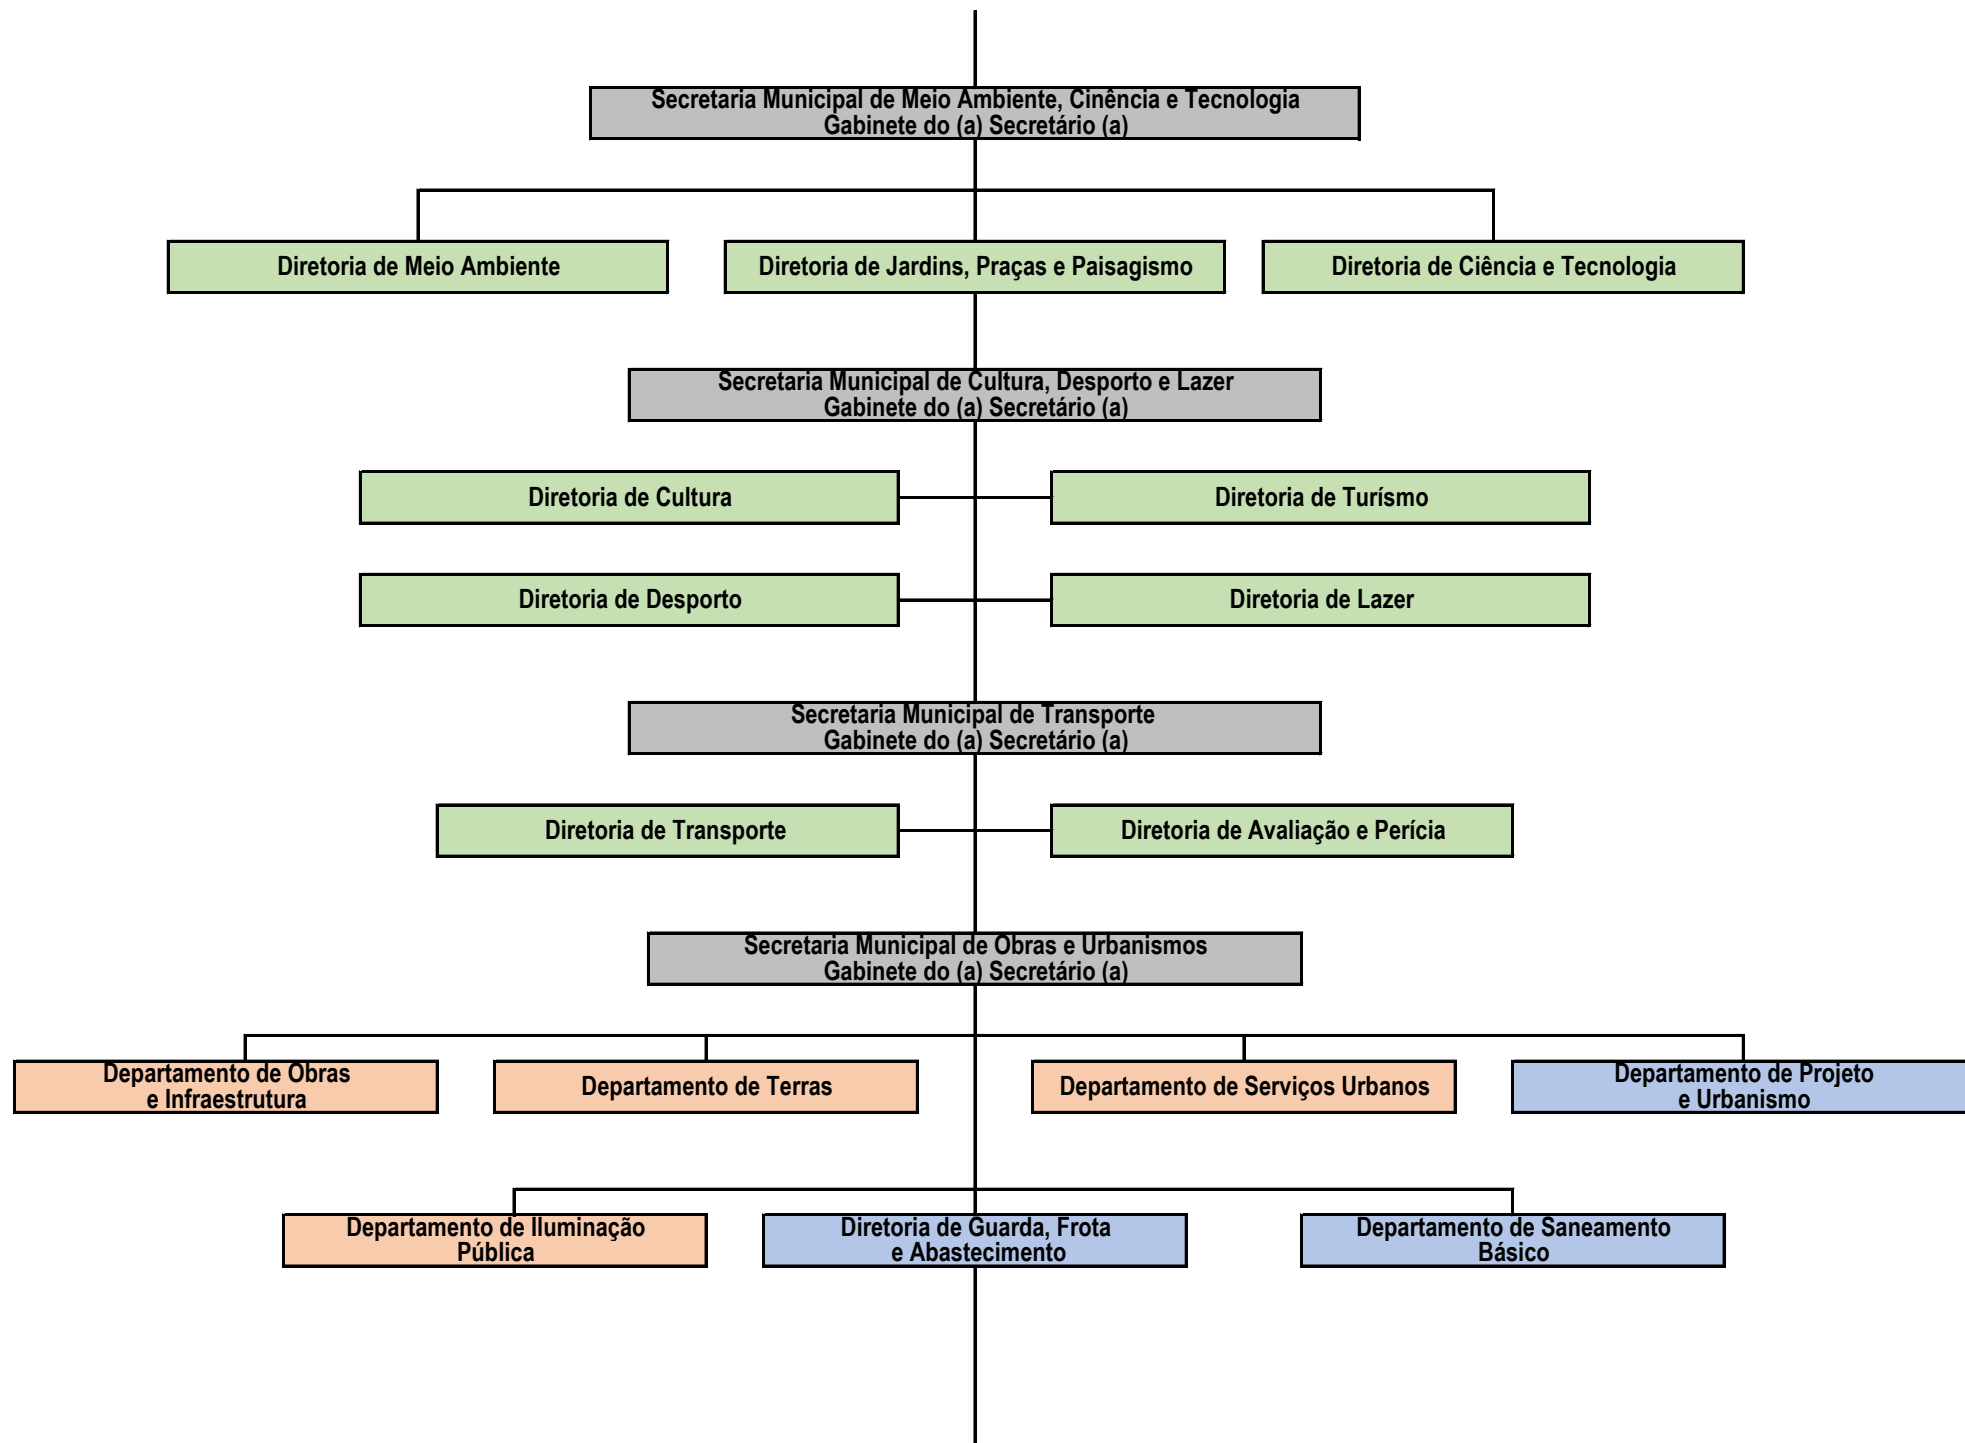 Secretaria Municipal de Meio Ambiente, Cinência e Tecnologia
Gabinete do (a) Secretário (a)
Diretoria de Meio Ambiente
Diretoria de Jardins, Praças e Paisagismo
Diretoria de Ciência e Tecnologia
Secretaria Municipal de Cultura, Desporto e Lazer
Gabinete do (a) Secretário (a)
Diretoria de Cultura
Diretoria de Turísmo
Diretoria de Desporto
Diretoria de Lazer
Secretaria Municipal de Transporte
Gabinete do (a) Secretário (a)
Diretoria de Transporte
Diretoria de Avaliação e Perícia
Secretaria Municipal de Obras e Urbanismos
Gabinete do (a) Secretário (a)
Departamento de Obras
e Infraestrutura
Departamento de Terras
Departamento de Serviços Urbanos
Departamento de Projeto
e Urbanismo
Departamento de Iluminação
Pública
Diretoria de Guarda, Frota
e Abastecimento
Departamento de Saneamento
Básico